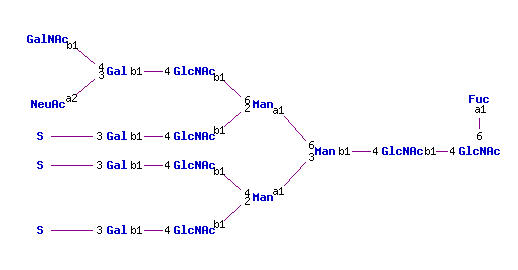 GalNAc b1
4
3 Gal b1 4 GlcNAc b1
NeuAc a2
6
2 Man a1
Fuc
a1
6
S 3 Gal b1 4 GlcNAc b1
6
3 Man b1 4 GlcNAc b1 4 GlcNAc
S 3 Gal b1 4 GlcNAc b1
4
2 Man a1
S 3 Gal b1 4 GlcNAc b1